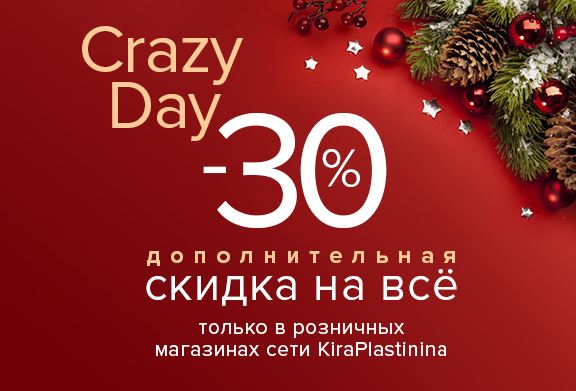 Crazy
Day
-30%
дополнительная
скидка на всё
только в розничных
магазинах сети KiraPlastinina